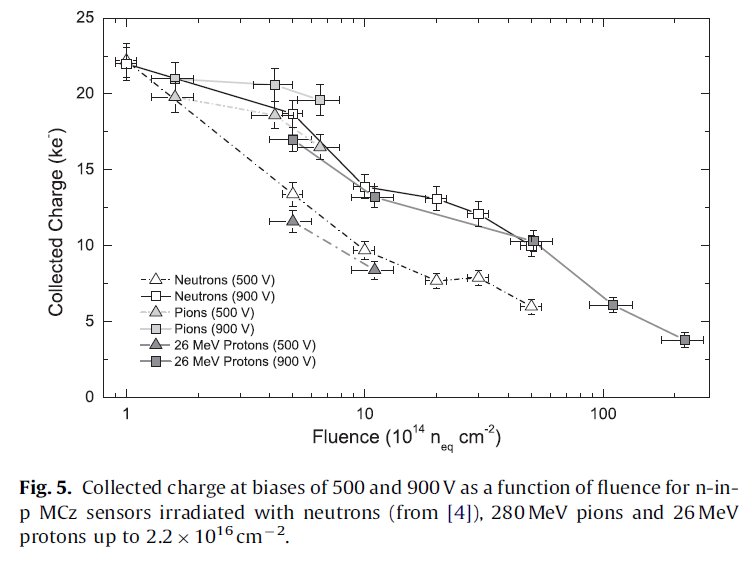 25
20
15
10
5
0
Collected Charge (ke⁻)
Neutrons (500 V)
Neutrons (900 V)
Pions (500 V)
Pions (900 V)
26 MeV Protons (500 V)
26 MeV Protons (900 V)
1
10
100
Fluence (10¹⁴ n_eq cm⁻²)
Fig. 5. Collected charge at biases of 500 and 900 V as a function of fluence for n-in-
p MCz sensors irradiated with neutrons (from [4]), 280 MeV pions and 26 MeV
protons up to 2.2 × 10¹⁶ cm⁻².